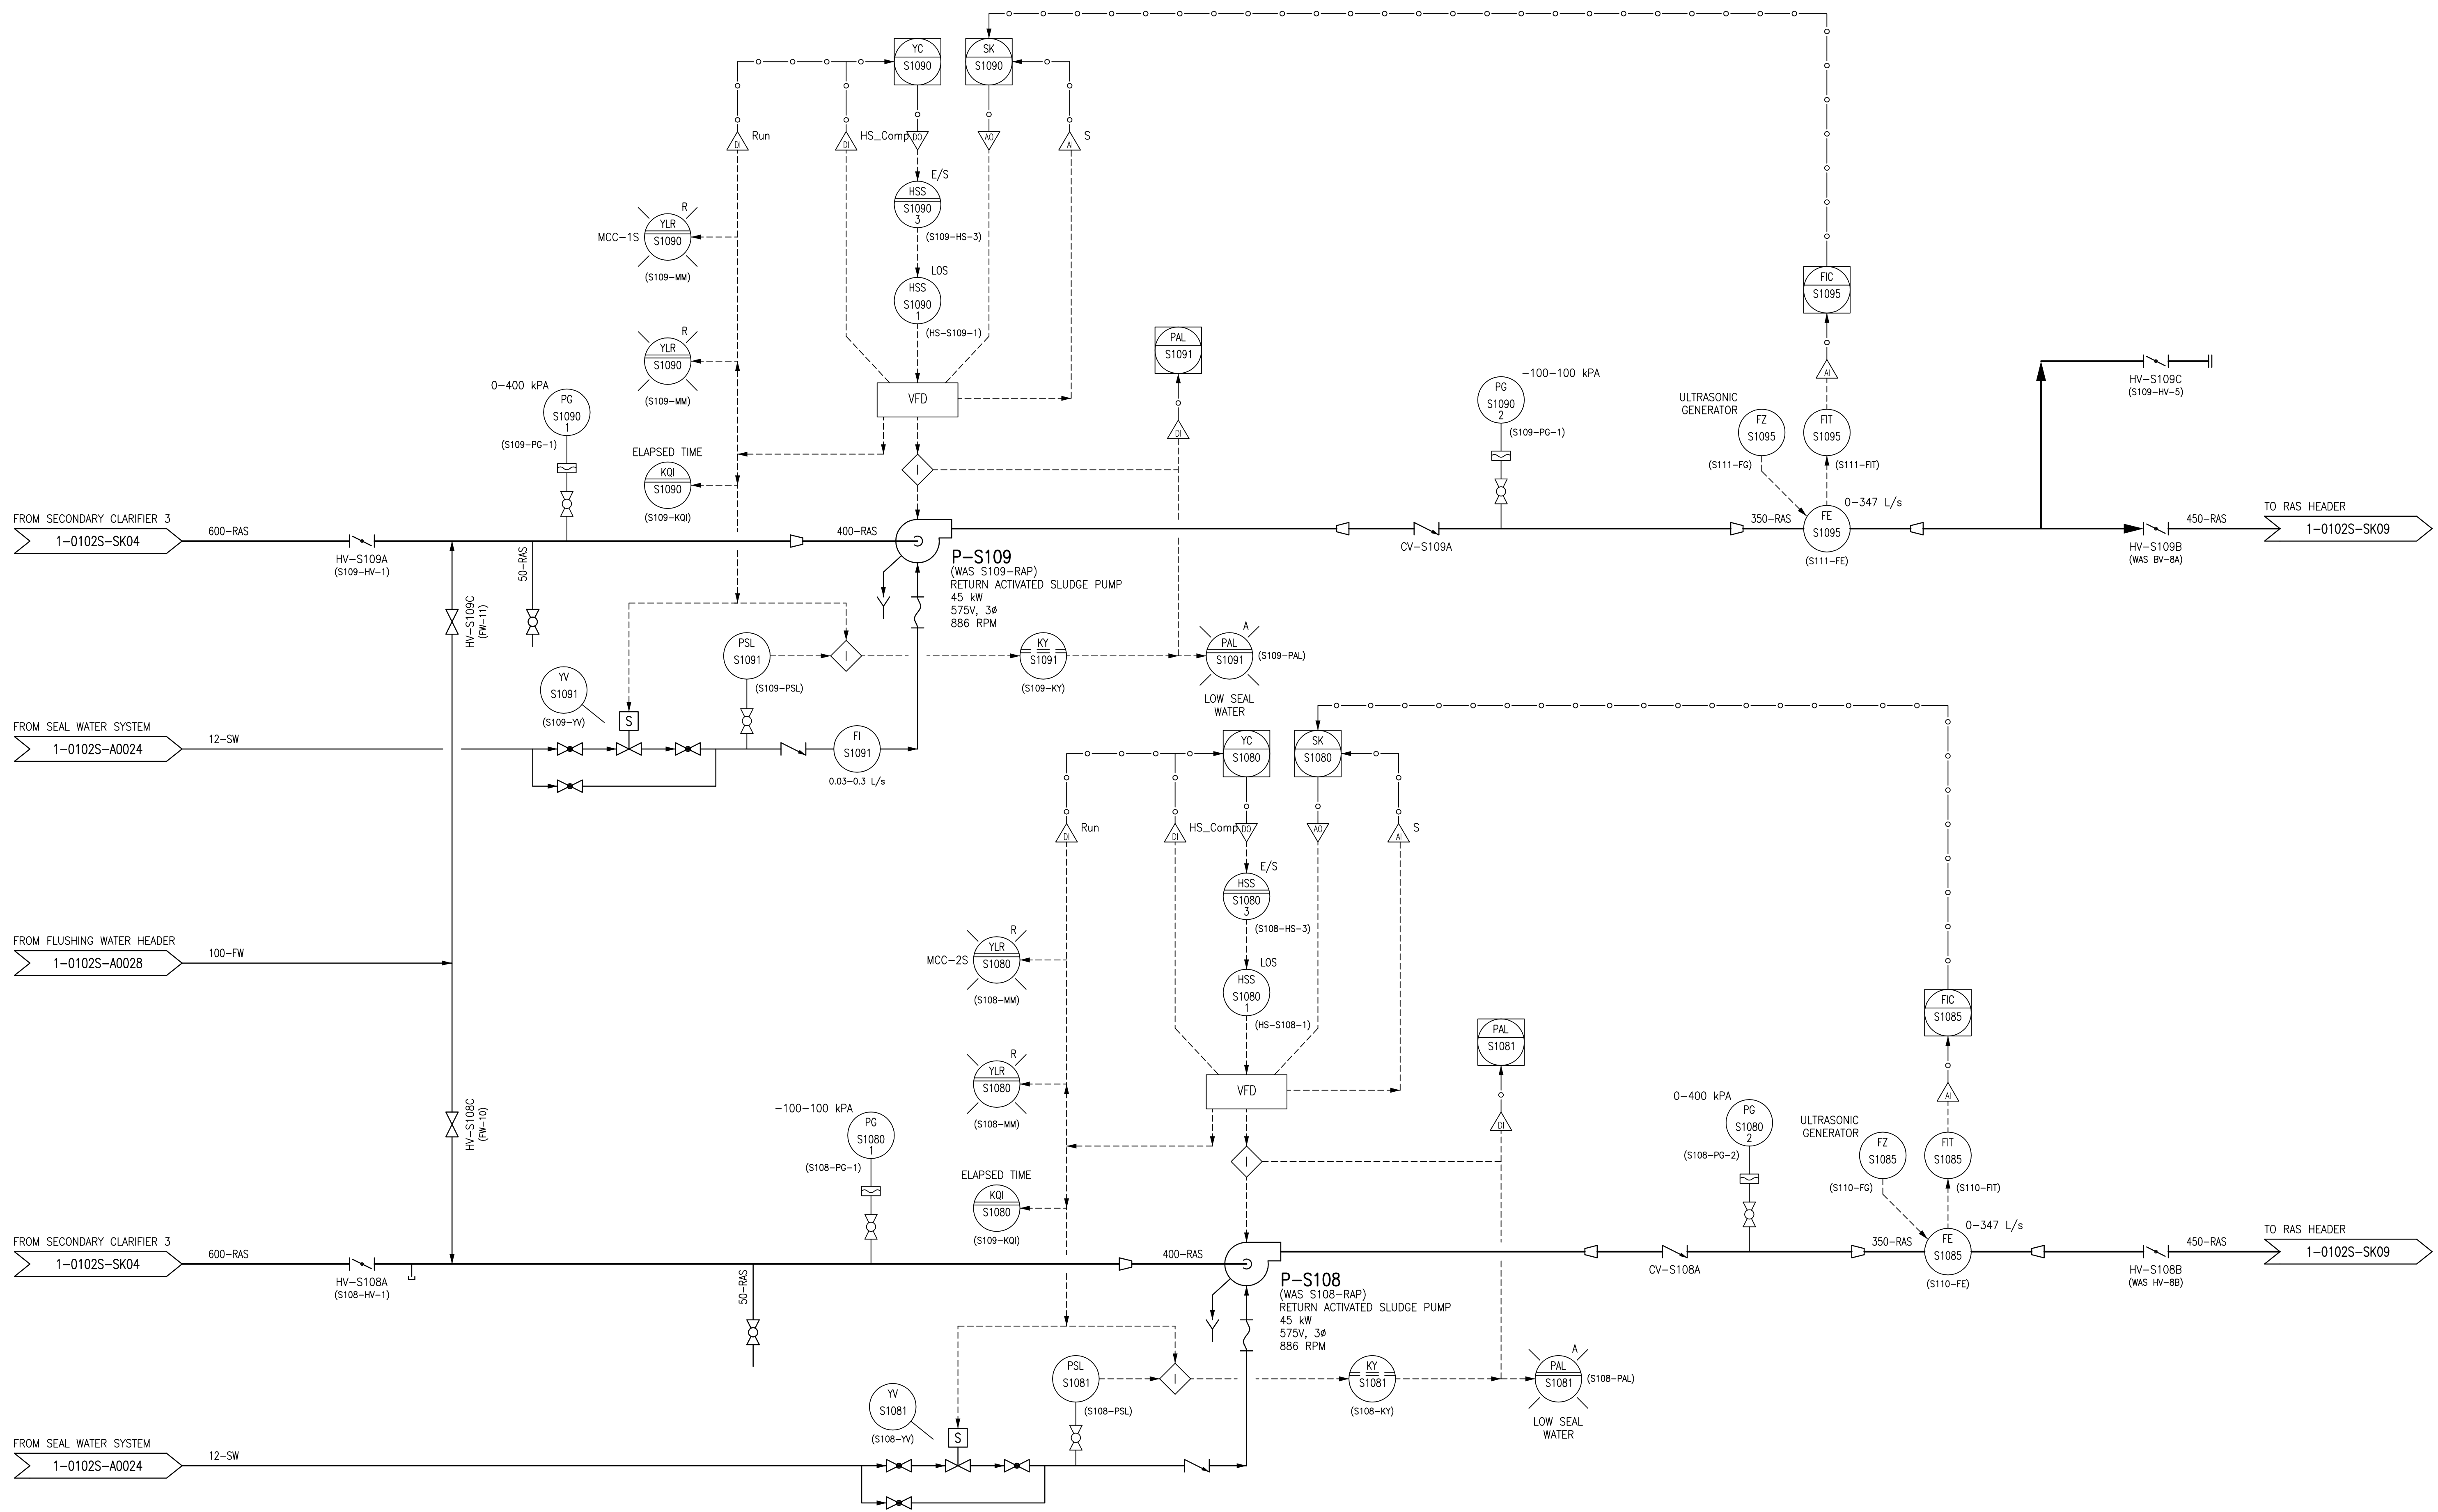 YC
S1090
SK
S1090
DI
Run
DI
HS_Comp
DO
AO
AI
S
E/S
HSS
S1090
3
(S109-HS-3)
R
YLR
S1090
MCC-1S
(S109-MM)
LOS
HSS
S1090
1
(HS-S109-1)
FIC
S1095
R
YLR
S1090
(S109-MM)
PAL
S1091
DI
VFD
0-400 kPA
PG
S1090
1
(S109-PG-1)
-100-100 kPA
PG
S1090
2
(S109-PG-1)
AI
ULTRASONIC
GENERATOR
FZ
S1095
(S111-FG)
FIT
S1095
(S111-FIT)
HV-S109C
(S109-HV-5)
ELAPSED TIME
KQI
S1090
(S109-KQI)
I
FROM SECONDARY CLARIFIER 3
1-0102S-SK04
600-RAS
HV-S109A
(S109-HV-1)
50-RAS
400-RAS
P-S109
(WAS S109-RAP)
RETURN ACTIVATED SLUDGE PUMP
45 kW
575V, 3ø
886 RPM
CV-S109A
350-RAS
0-347 L/s
FE
S1095
(S111-FE)
HV-S109B
(WAS BV-8A)
450-RAS
TO RAS HEADER
1-0102S-SK09
HV-S109C
(FW-11)
PSL
S1091
(S109-PSL)
I
KY
S1091
(S109-KY)
A
PAL
S1091
(S109-PAL)
LOW SEAL
WATER
YV
S1091
(S109-YV)
S
FROM SEAL WATER SYSTEM
1-0102S-A0024
12-SW
FI
S1091
0.03-0.3 L/s
YC
S1080
SK
S1080
DI
Run
DI
HS_Comp
DO
AO
AI
S
E/S
HSS
S1080
3
(S108-HS-3)
R
YLR
S1080
MCC-2S
(S108-MM)
LOS
HSS
S1080
1
(HS-S108-1)
FROM FLUSHING WATER HEADER
1-0102S-A0028
100-FW
FIC
S1085
R
YLR
S1080
(S108-MM)
PAL
S1081
DI
VFD
HV-S108C
(FW-10)
-100-100 kPA
PG
S1080
1
(S108-PG-1)
0-400 kPA
PG
S1080
2
(S108-PG-2)
AI
ULTRASONIC
GENERATOR
FZ
S1085
(S110-FG)
FIT
S1085
(S110-FIT)
ELAPSED TIME
KQI
S1080
(S109-KQI)
I
FROM SECONDARY CLARIFIER 3
1-0102S-SK04
600-RAS
HV-S108A
(S108-HV-1)
50-RAS
400-RAS
P-S108
(WAS S108-RAP)
RETURN ACTIVATED SLUDGE PUMP
45 kW
575V, 3ø
886 RPM
CV-S108A
350-RAS
0-347 L/s
FE
S1085
(S110-FE)
HV-S108B
(WAS HV-8B)
450-RAS
TO RAS HEADER
1-0102S-SK09
PSL
S1081
(S108-PSL)
I
KY
S1081
(S108-KY)
A
PAL
S1081
(S108-PAL)
LOW SEAL
WATER
YV
S1081
(S108-YV)
S
FROM SEAL WATER SYSTEM
1-0102S-A0024
12-SW